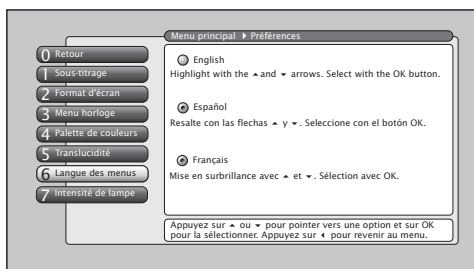 Menu principal ▶ Préférences
0 Retour
1 Sous-titrage
2 Format d'écran
3 Menu horloge
4 Palette de couleurs
5 Translucidité
6 Langue des menus
7 Intensité de lampe
English
Highlight with the ▲ and ▼ arrows. Select with the OK button.
Español
Resalte con las flechas ▲ y ▼. Seleccione con el botón OK.
Français
Mise en surbrillance avec ▲ et ▼. Sélection avec OK.
Appuyez sur ▲ ou ▼ pour pointer vers une option et sur OK
pour la sélectionner. Appuyez sur ◀ pour revenir au menu.